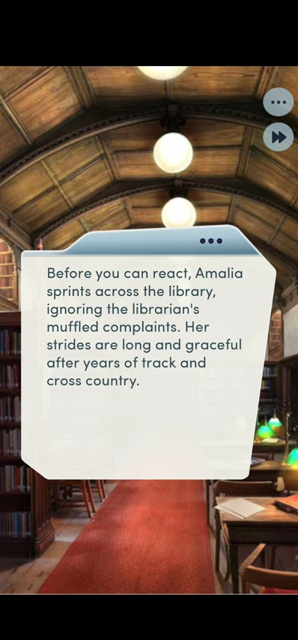 Before you can react, Amalia
sprints across the library,
ignoring the librarian's
muffled complaints. Her
strides are long and graceful
after years of track and
cross country.